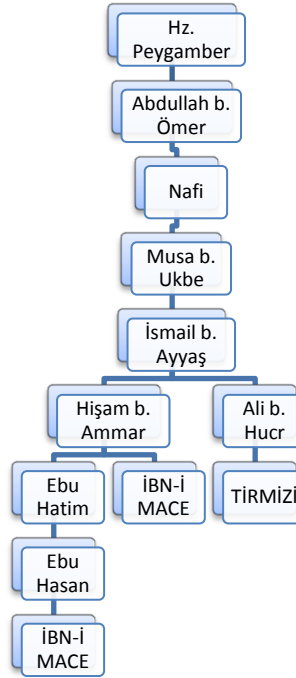 Hz.
Peygamber
Abdullah b.
Ömer
Nafi
Musa b.
Ukbe
İsmail b.
Ayyaş
Hişam b.
Ammar
Ali b.
Hucr
Ebu
Hatim
İBN-İ
MACE
TİRMİZİ
Ebu
Hasan
İBN-İ
MACE